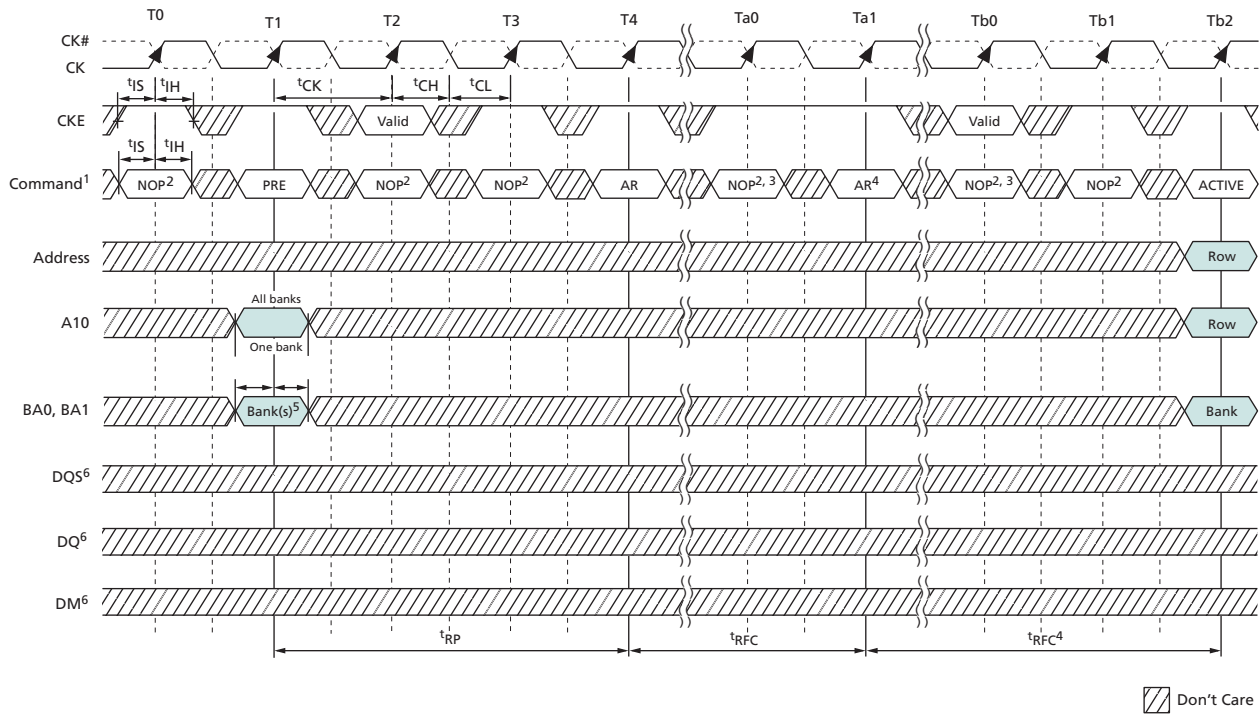 T0 T1 T2 T3 T4 Ta0 Ta1 Tb0 Tb1 Tb2
CK#
CK
tIS tIH tCK tCH tCL
CKE Valid Valid
tIS tIH
Command1 NOP2 PRE NOP2 NOP2 AR NOP2, 3 AR4 NOP2, 3 NOP2 ACTIVE
Address Row
All banks
A10 Row
One bank
BA0, BA1 Bank(s)5 Bank
DQS6
DQ6
DM6
tRP tRFC tRFC4
Don't Care